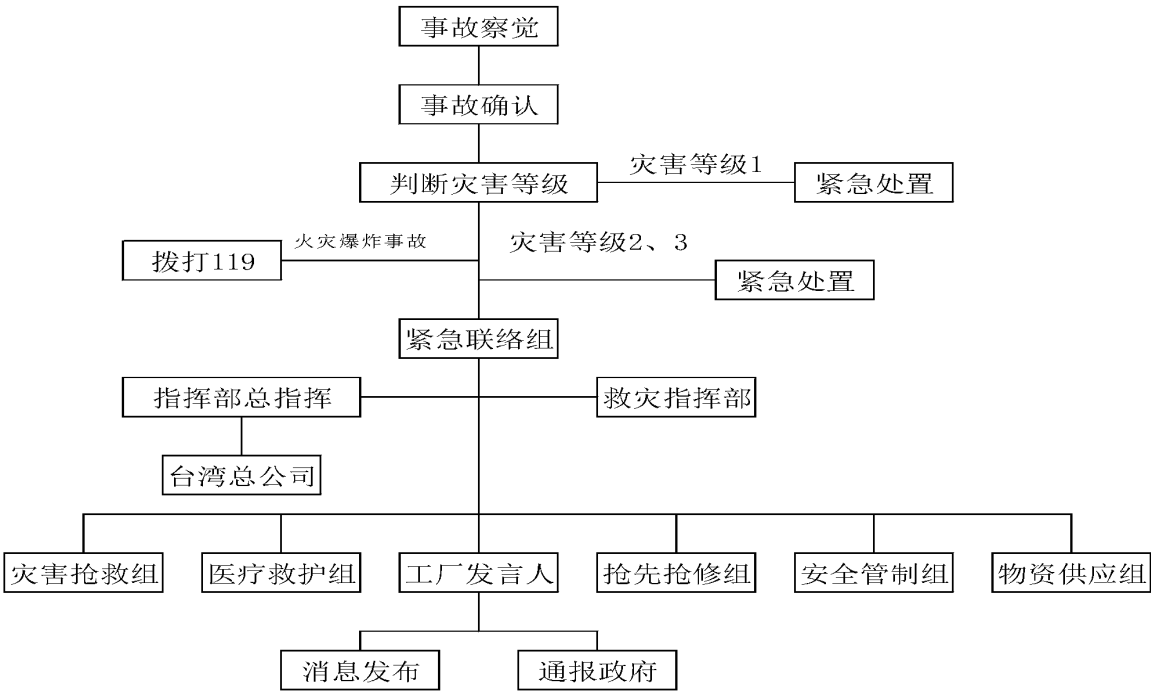 事故察觉
事故确认
判断灾害等级
灾害等级1
紧急处置
拨打119
火灾爆炸事故
灾害等级2、3
紧急处置
紧急联络组
指挥部总指挥
救灾指挥部
台湾总公司
灾害抢救组
医疗救护组
工厂发言人
抢先抢修组
安全管制组
物资供应组
消息发布
通报政府